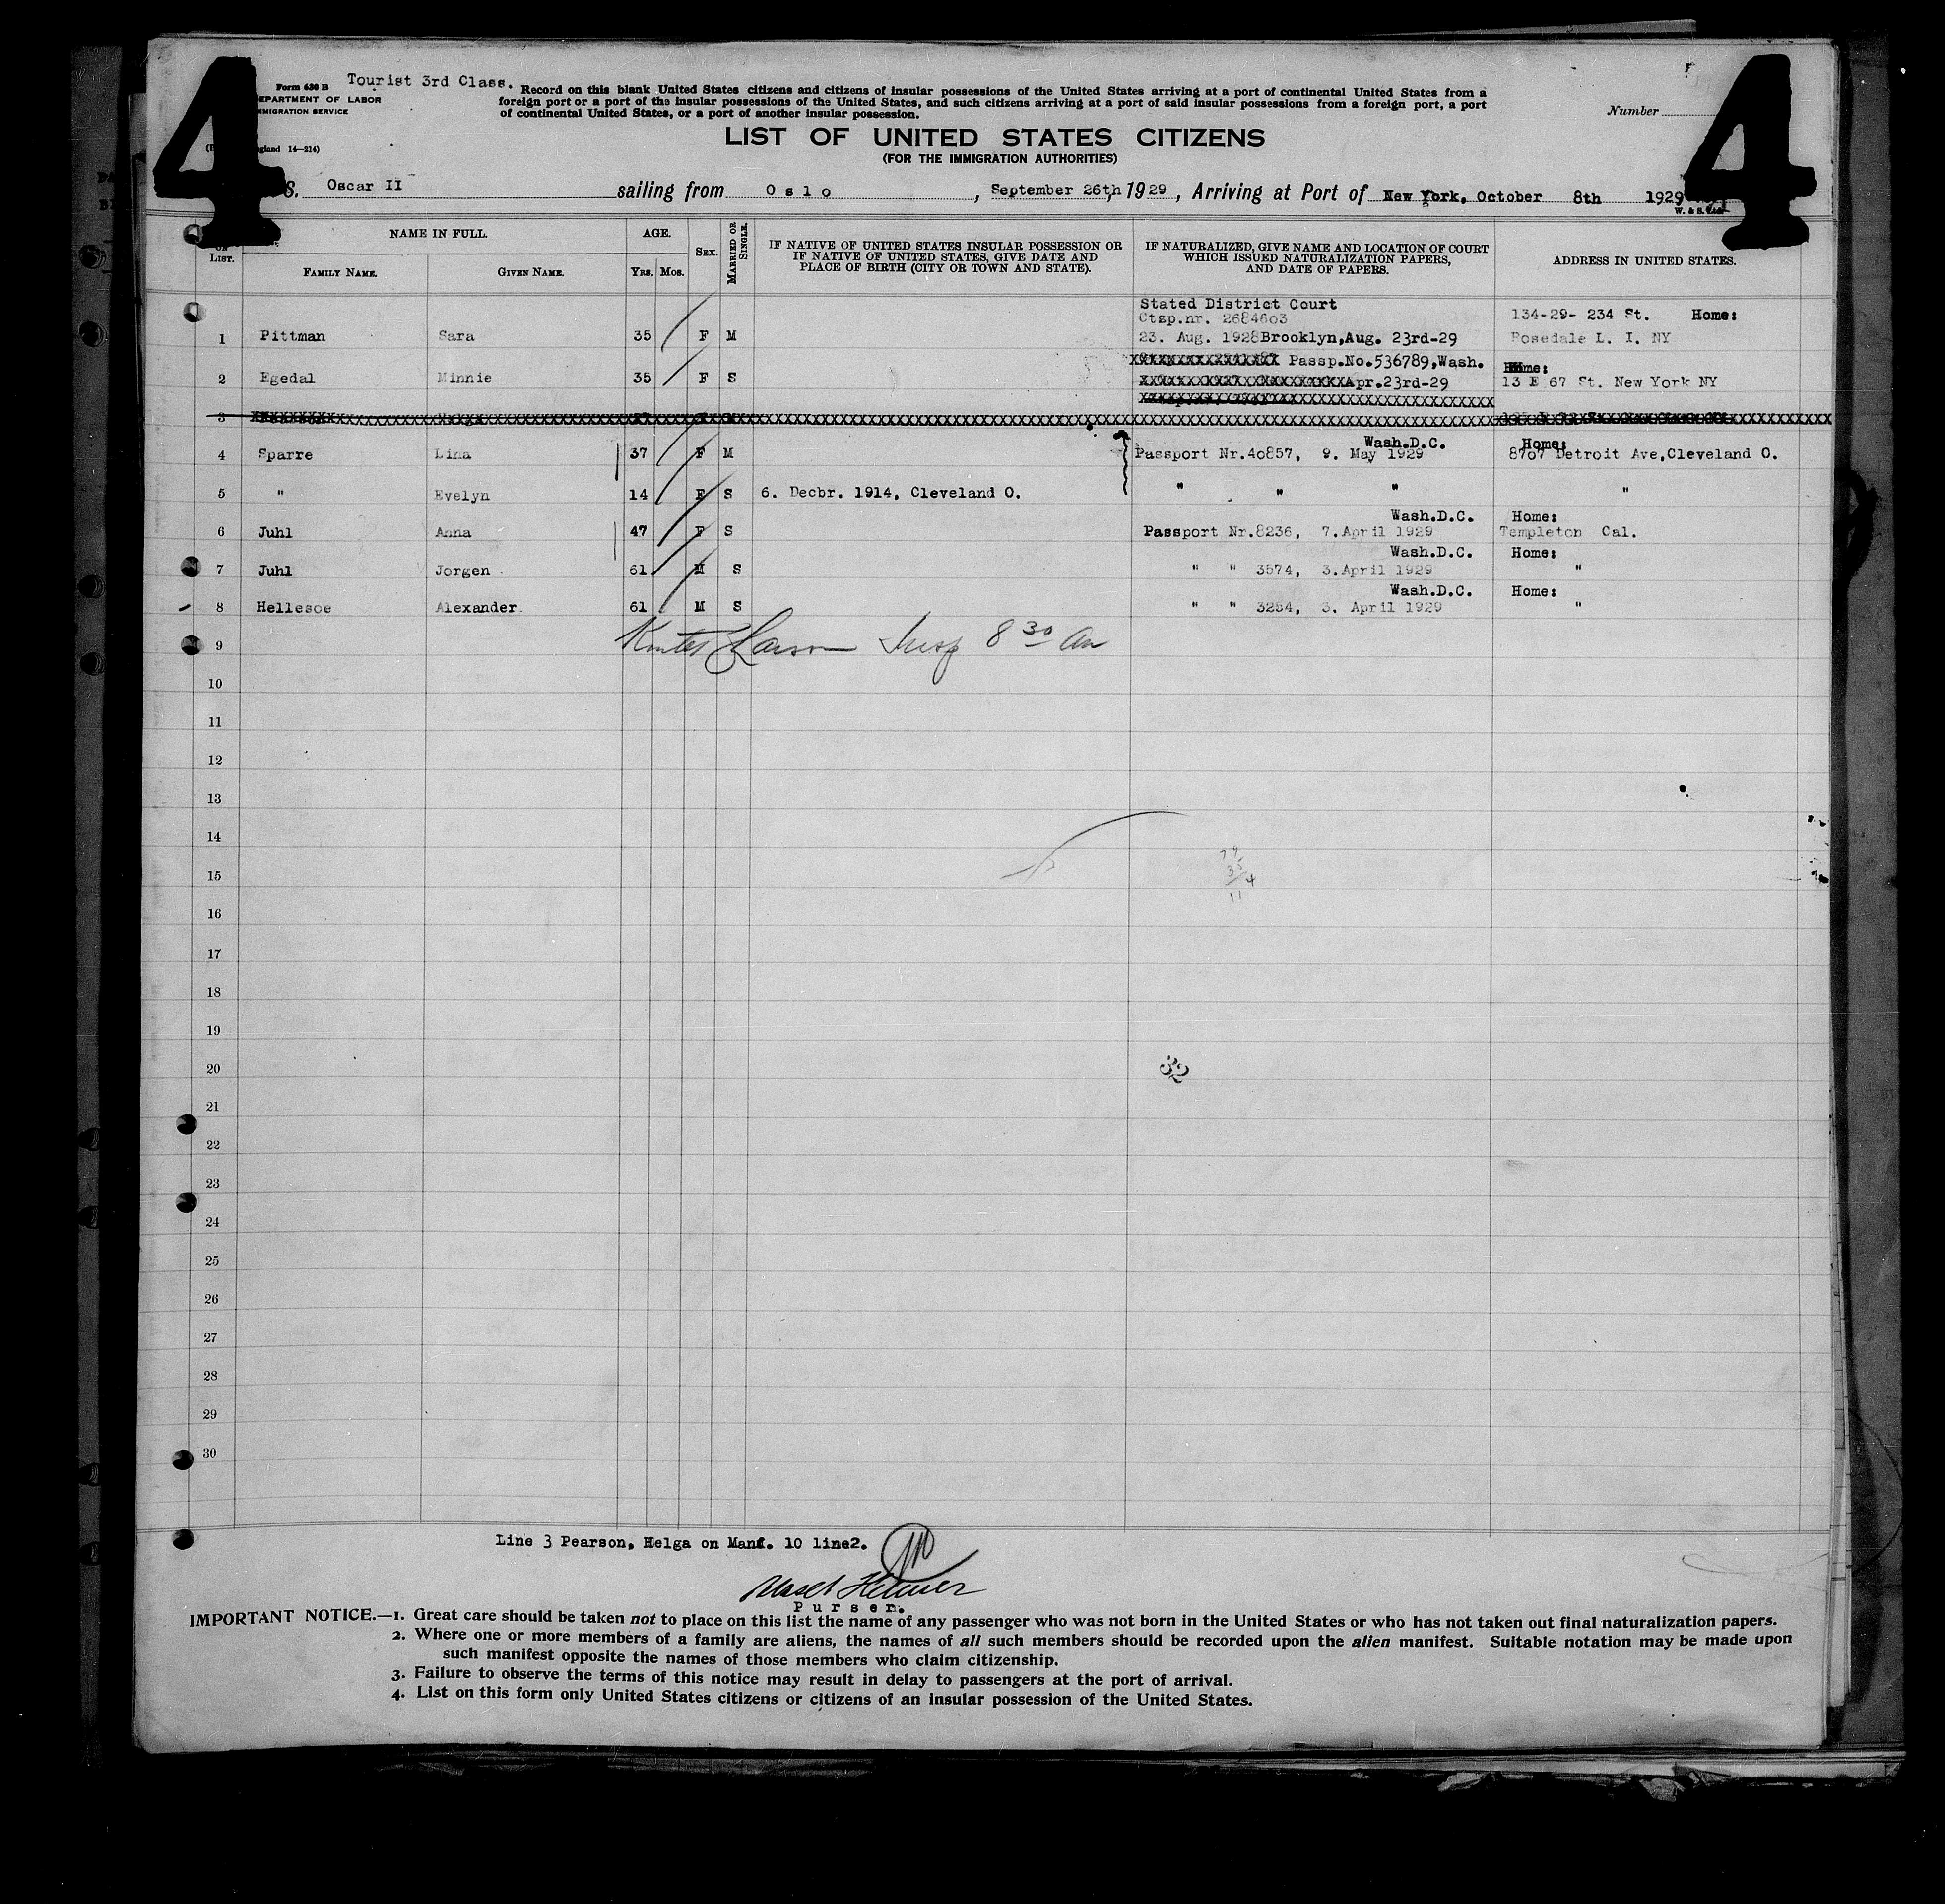 4 4
Form 630 B Tourist 3rd Class. Record on this blank United States citizens and citizens of insular possessions of the United States arriving at a port of continental United States from a
EPARTMENT OF LABOR foreign port or a port of the insular possessions of the United States, and such citizens arriving at a port of said insular possessions from a foreign port, a port
MMIGRATION SERVICE of continental United States, or a port of another insular possession. Number
LIST OF UNITED STATES CITIZENS
gland 14—214) (FOR THE IMMIGRATION AUTHORITIES)
S. Oscar II sailing from Oslo, September 26th, 1929, Arriving at Port of New York, October 8th 1929
LIST. NAME IN FULL. AGE. SEX. MARRIED OR SINGLE. IF NATIVE OF UNITED STATES INSULAR POSSESSION OR IF NATIVE OF UNITED STATES, GIVE DATE AND PLACE OF BIRTH (CITY OR TOWN AND STATE). IF NATURALIZED, GIVE NAME AND LOCATION OF COURT WHICH ISSUED NATURALIZATION PAPERS, AND DATE OF PAPERS. ADDRESS IN UNITED STATES.
FAMILY NAME. GIVEN NAME. YRS. MOS.
Stated District Court
Ctsp.nr. 2684603 134-29- 234 St. Home:
1 Pittman Sara 35 F M 23. Aug. 1928 Brooklyn,Aug. 23rd-29 Rosedale L. I. NY
Passp.No.536789,Wash. Home:
2 Egedal Minnie 35 F S Apr.23rd-29 13 E 67 St. New York NY
3
Wash.D.C. Home:
4 Sparre Lina 37 F M Passport Nr.40857, 9. May 1929 8707 Detroit Ave,Cleveland O.
5 " Evelyn 14 F S 6. Decbr. 1914, Cleveland O. " " " "
Wash.D.C. Home:
6 Juhl Anna 47 F S Passport Nr.8236, 7.April 1929 Templeton Cal.
Wash.D.C. Home:
7 Juhl Jorgen 61 M S " " 3574, 3.April 1929 "
Wash.D.C. Home:
8 Hellesoe Alexander 61 M S " " 3254, 3. April 1929 "
9 Larson Insp 8 30 Am
10
11
12
13
14
15
16
17
18
19
20 32
21
22
23
24
25
26
27
28
29
30
Line 3 Pearson, Helga on Manf. 10 line2.
Purser.
IMPORTANT NOTICE.—1. Great care should be taken not to place on this list the name of any passenger who was not born in the United States or who has not taken out final naturalization papers.
2. Where one or more members of a family are aliens, the names of all such members should be recorded upon the alien manifest. Suitable notation may be made upon
such manifest opposite the names of those members who claim citizenship.
3. Failure to observe the terms of this notice may result in delay to passengers at the port of arrival.
4. List on this form only United States citizens or citizens of an insular possession of the United States.